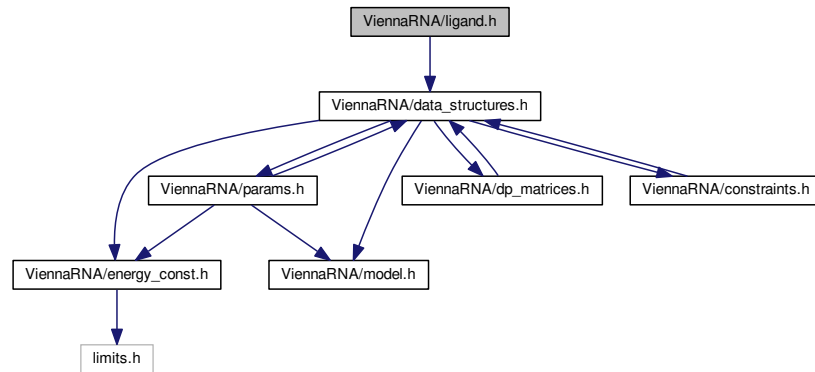 ViennaRNA/ligand.h
ViennaRNA/data_structures.h
ViennaRNA/params.h
ViennaRNA/dp_matrices.h
ViennaRNA/constraints.h
ViennaRNA/energy_const.h
ViennaRNA/model.h
limits.h